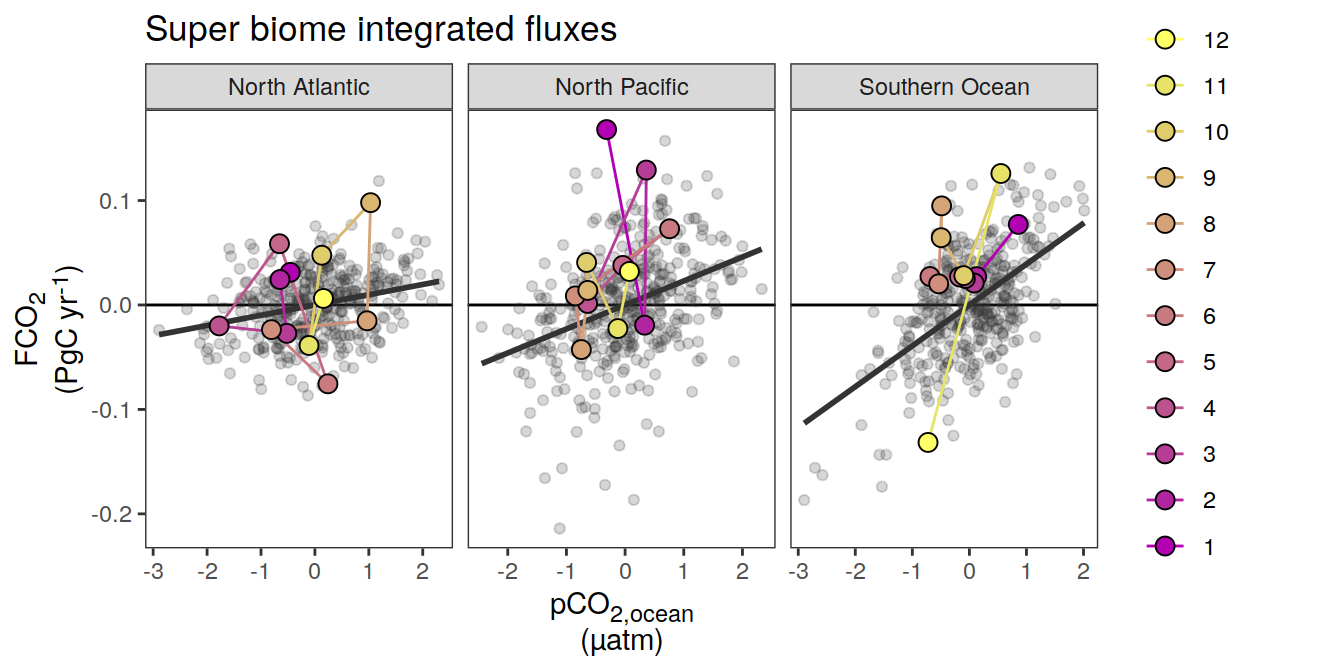 Super biome integrated fluxes
North Atlantic
North Pacific
Southern Ocean
FCO2
(PgC yr⁻¹)
0.1
0.0
-0.1
-0.2
-3 -2 -1 0 1 2
-2 -1 0 1 2
-3 -2 -1 0 1 2
pCO2,ocean
(µatm)
12
11
10
9
8
7
6
5
4
3
2
1